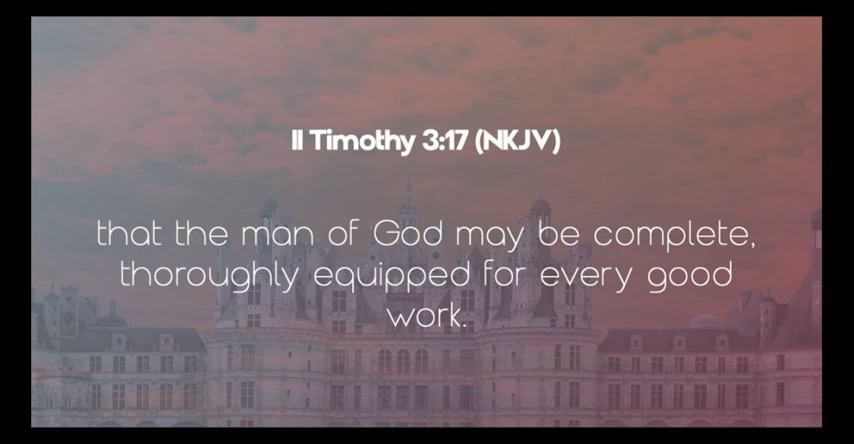 II Timothy 3:17 (NKJV)
that the man of God may be complete,
thoroughly equipped for every good
work.